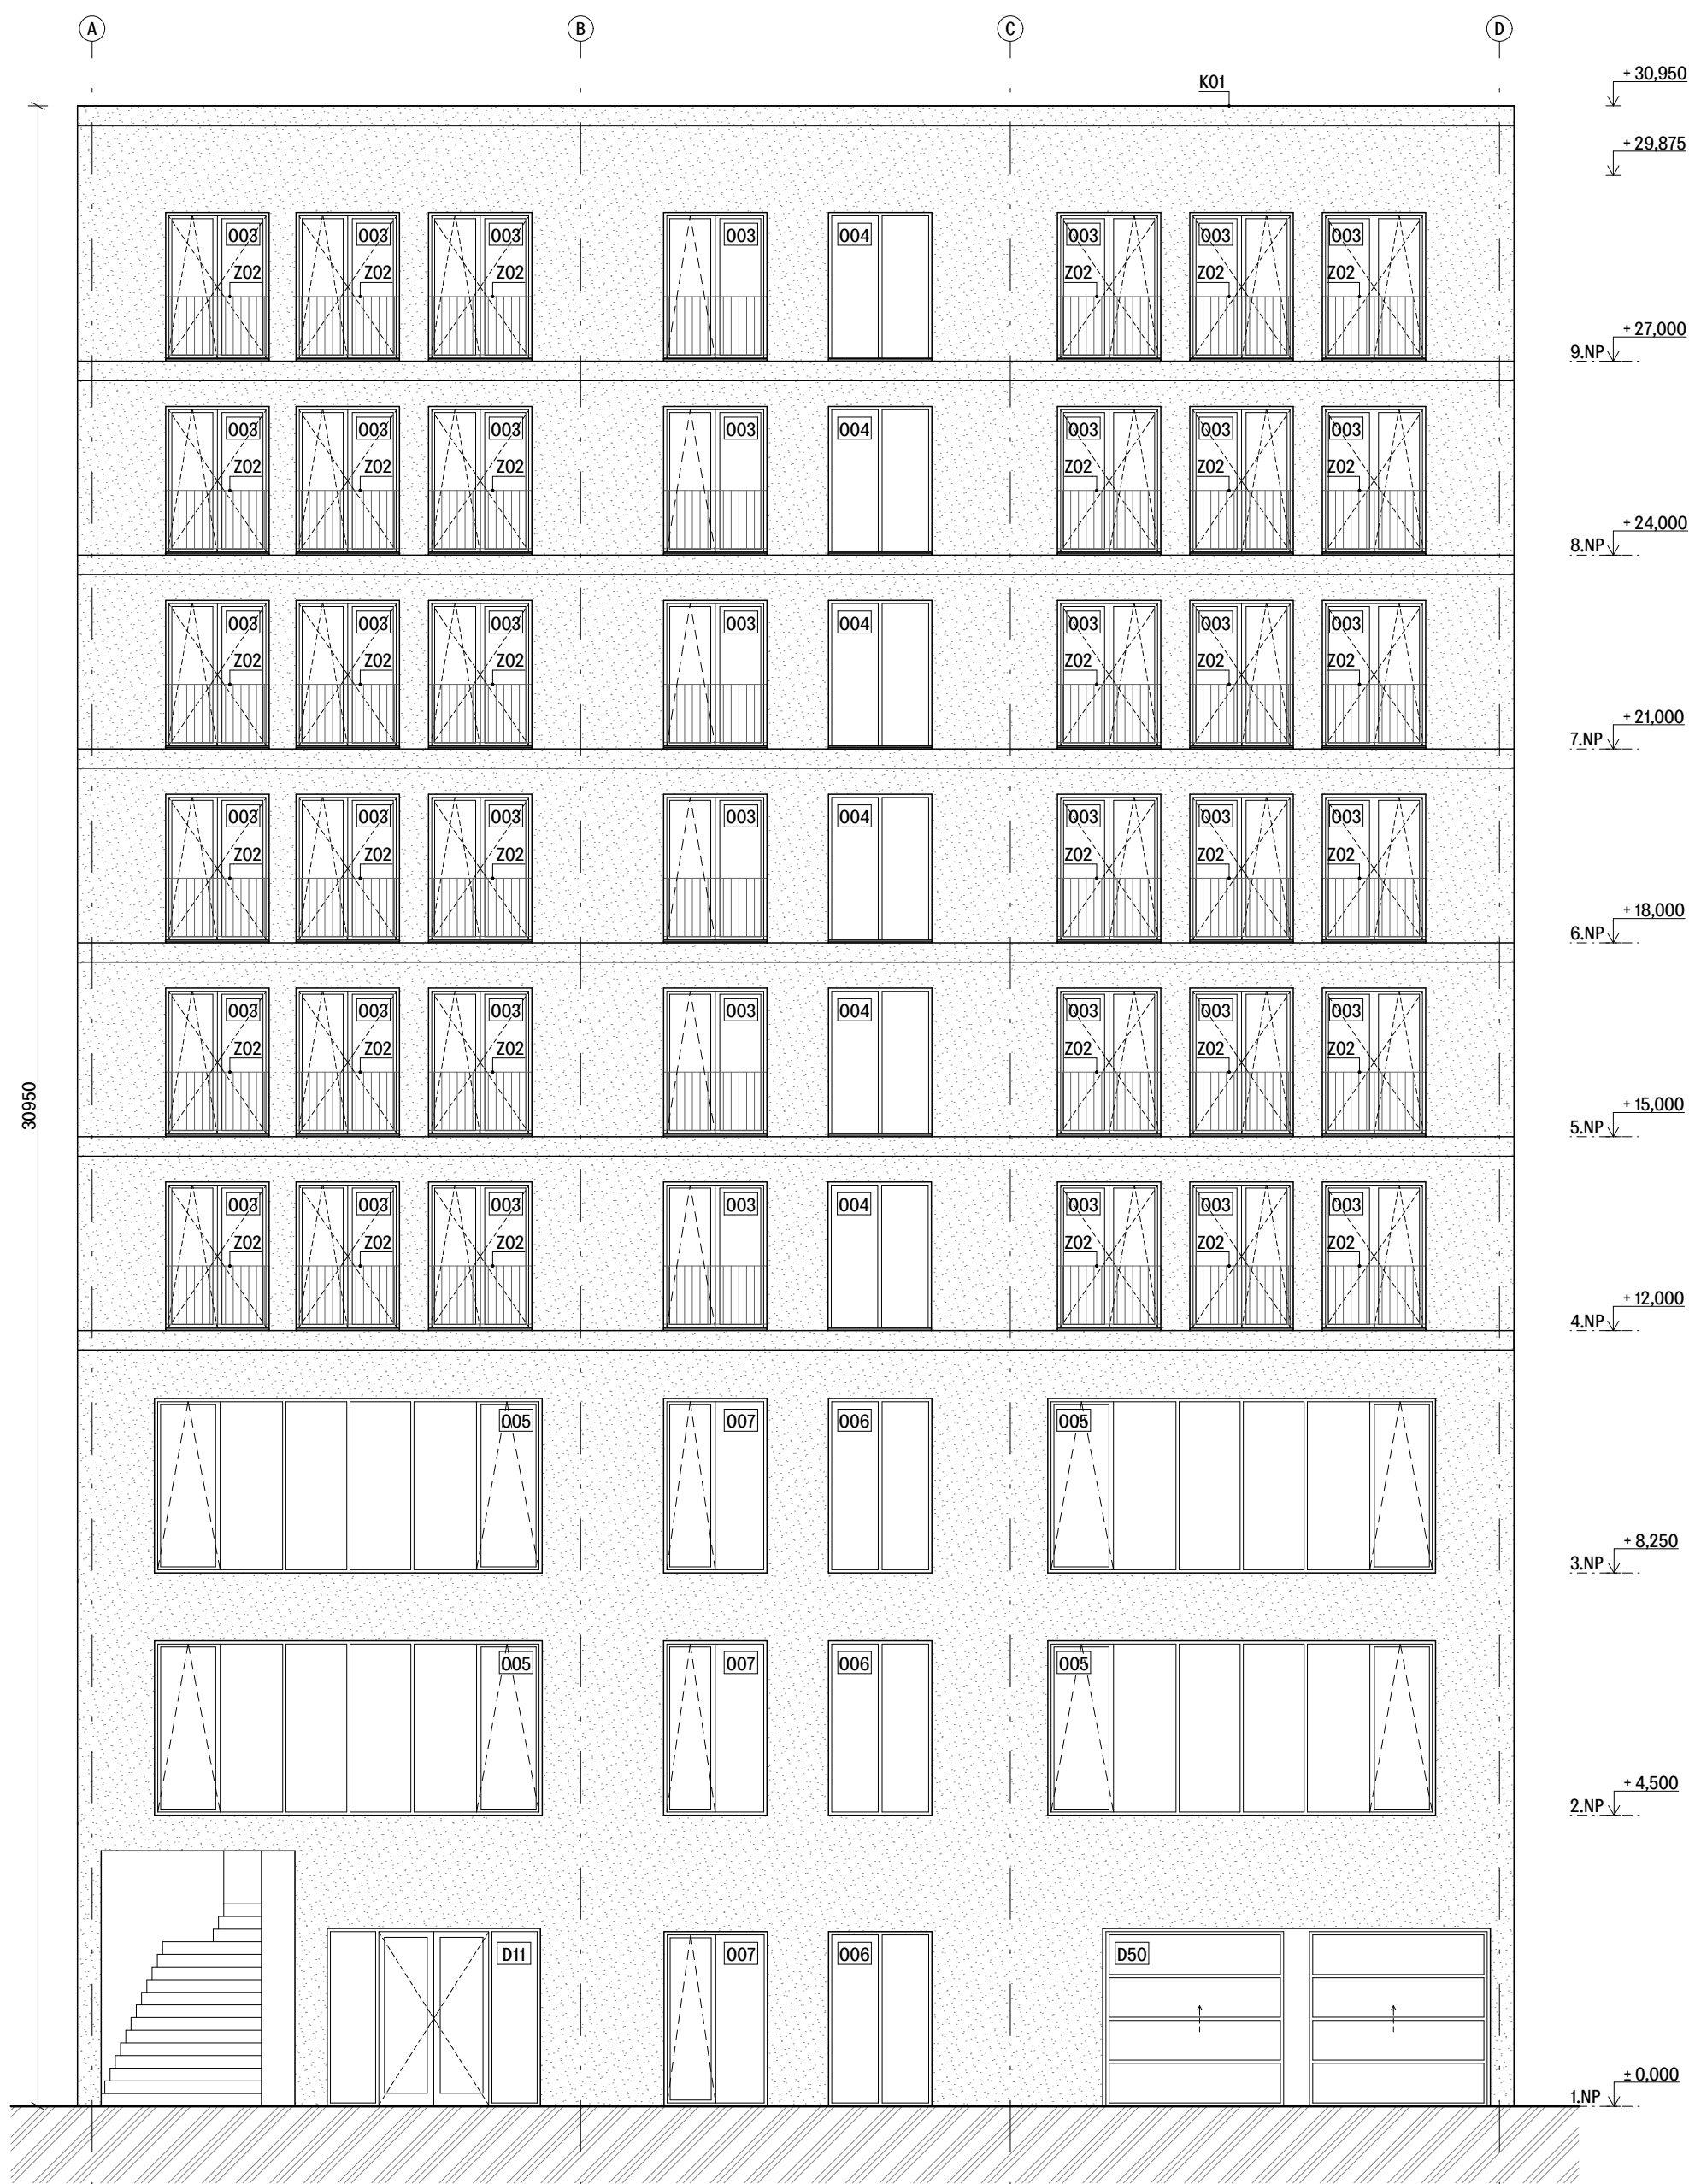 A B C D
K01
+ 30,950
+ 29,875
003 003 003 003 004 003 003 003
Z02 Z02 Z02 Z02 Z02 Z02
9.NP + 27,000
003 003 003 003 004 003 003 003
Z02 Z02 Z02 Z02 Z02 Z02
8.NP + 24,000
003 003 003 003 004 003 003 003
Z02 Z02 Z02 Z02 Z02 Z02
7.NP + 21,000
003 003 003 003 004 003 003 003
Z02 Z02 Z02 Z02 Z02 Z02
6.NP + 18,000
003 003 003 003 004 003 003 003
Z02 Z02 Z02 Z02 Z02 Z02
30950
5.NP + 15,000
003 003 003 003 004 003 003 003
Z02 Z02 Z02 Z02 Z02 Z02
4.NP + 12,000
005 007 006 005
3.NP + 8,250
005 007 006 005
2.NP + 4,500
D11 007 006 D50
1.NP ± 0,000